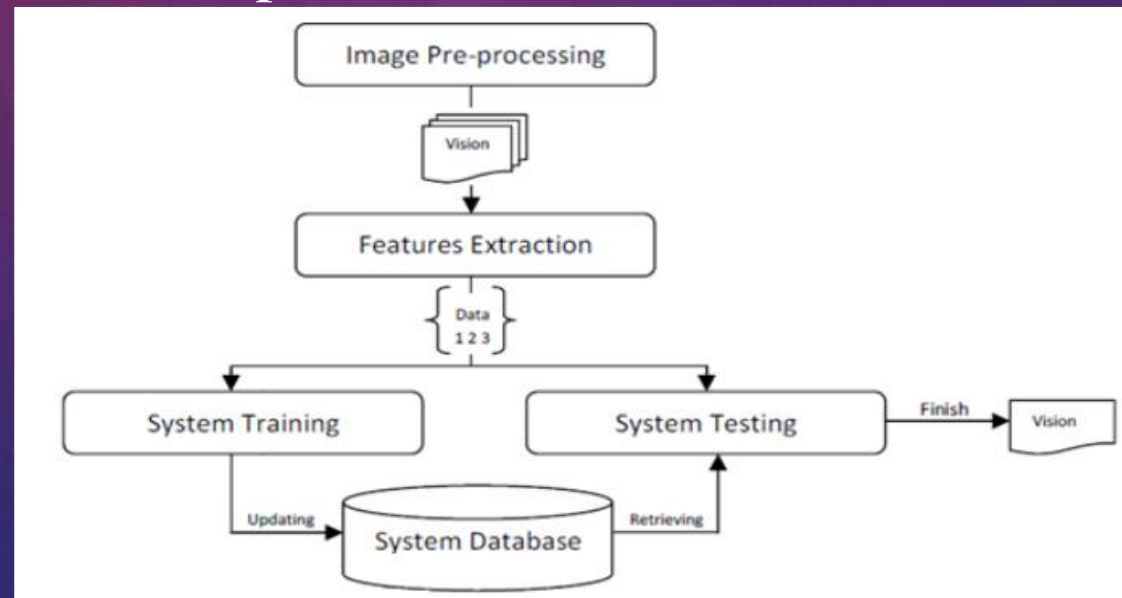 Image Pre-processing
Vision
Features Extraction
Data
1 2 3
System Training
System Testing
Finish
Vision
Updating
System Database
Retrieving